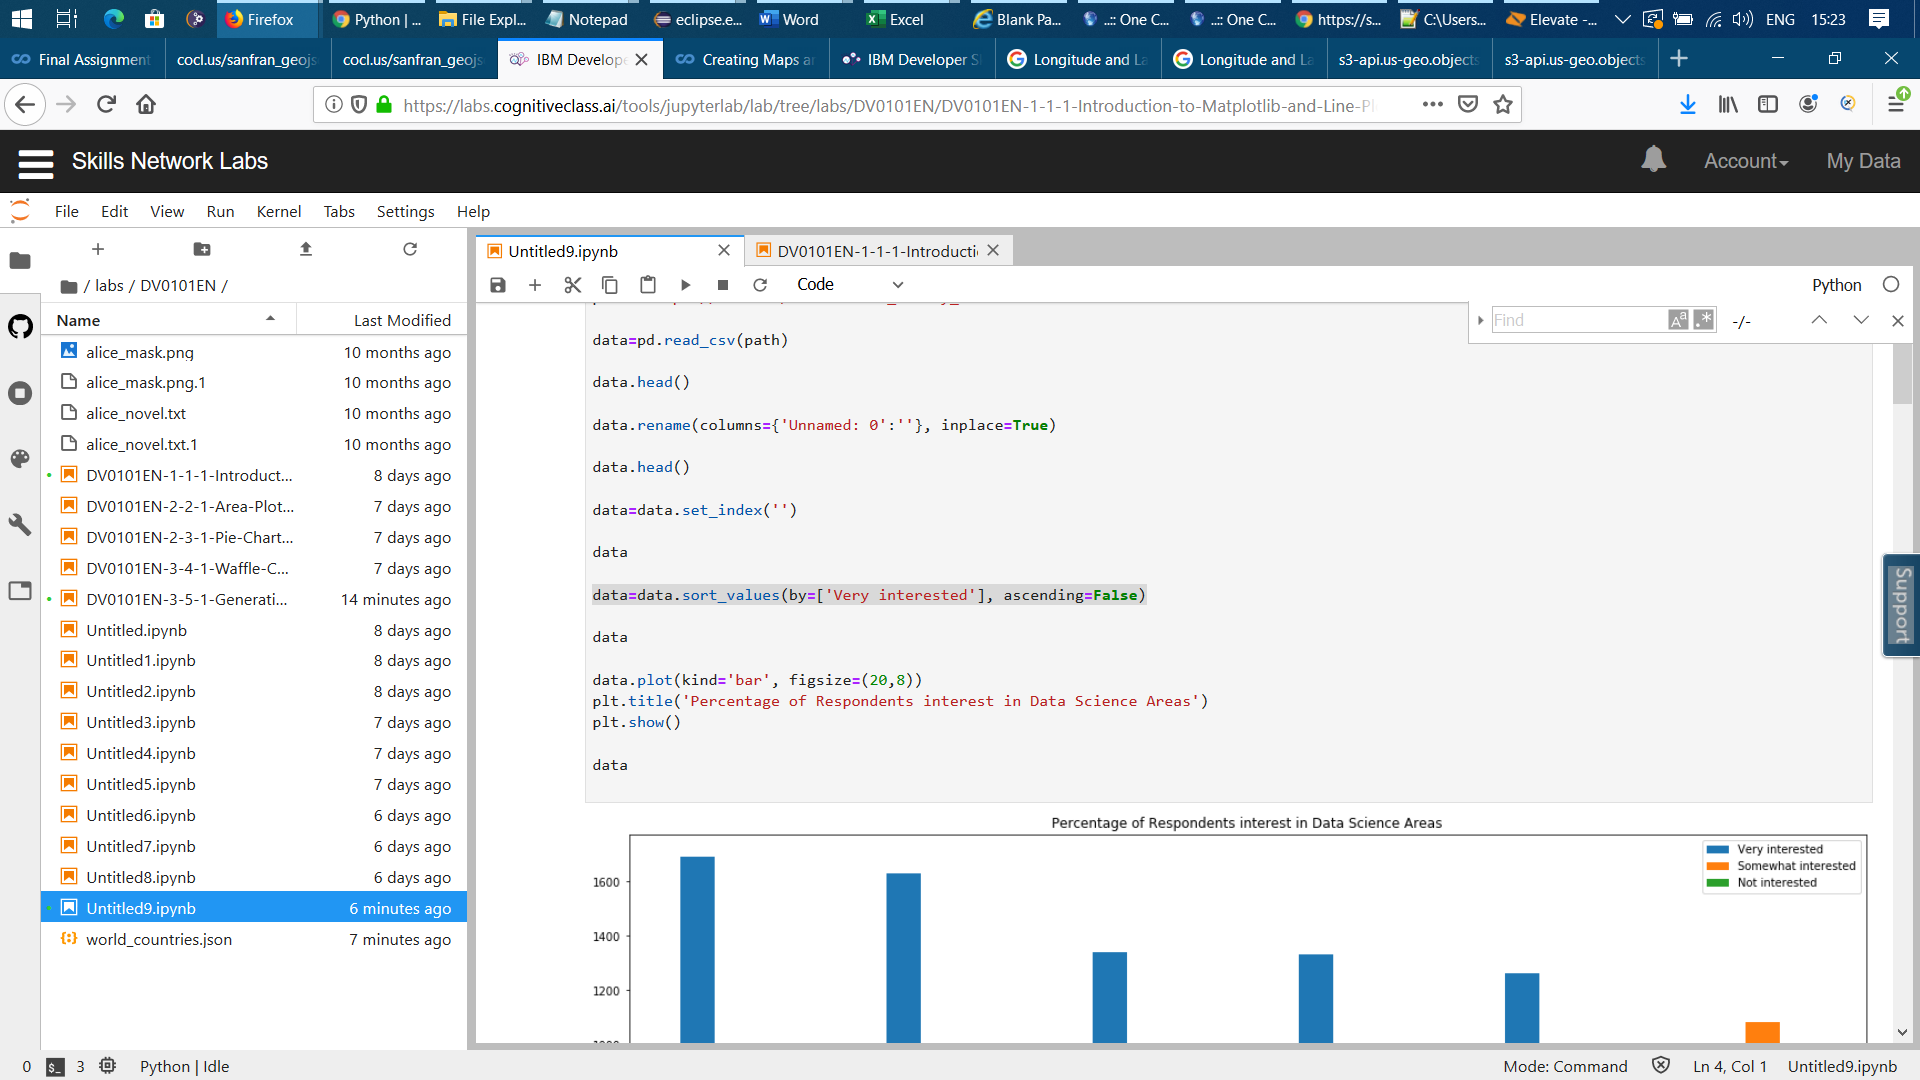 Firefox
Python | ...
File Expl...
Notepad
eclipse.e...
Word
Excel
Blank Pa...
..:: One C...
..:: One C...
https://s...
C:\Users...
Elevate -...
ENG
15:23
Final Assignment
cocl.us/sanfran_geojs
cocl.us/sanfran_geojs
IBM Develope
Creating Maps a
IBM Developer S
Longitude and La
Longitude and La
s3-api.us-geo.objects
s3-api.us-geo.objects
https://labs.cognitiveclass.ai/tools/jupyterlab/lab/tree/labs/DV0101EN/DV0101EN-1-1-1-Introduction-to-Matplotlib-and-Line-Pl
Skills Network Labs
Account
My Data
File Edit View Run Kernel Tabs Settings Help
/ labs / DV0101EN /
Name Last Modified
alice_mask.png 10 months ago
alice_mask.png.1 10 months ago
alice_novel.txt 10 months ago
alice_novel.txt.1 10 months ago
DV0101EN-1-1-1-Introduct... 8 days ago
DV0101EN-2-2-1-Area-Plot... 7 days ago
DV0101EN-2-3-1-Pie-Chart... 7 days ago
DV0101EN-3-4-1-Waffle-C... 7 days ago
DV0101EN-3-5-1-Generati... 14 minutes ago
Untitled.ipynb 8 days ago
Untitled1.ipynb 8 days ago
Untitled2.ipynb 8 days ago
Untitled3.ipynb 7 days ago
Untitled4.ipynb 7 days ago
Untitled5.ipynb 7 days ago
Untitled6.ipynb 6 days ago
Untitled7.ipynb 6 days ago
Untitled8.ipynb 6 days ago
Untitled9.ipynb 6 minutes ago
world_countries.json 7 minutes ago
Untitled9.ipynb
DV0101EN-1-1-1-Introducti
Code
Python
Find
Aa
.*
-/-
data=pd.read_csv(path)
data.head()
data.rename(columns={'Unnamed: 0':''}, inplace=True)
data.head()
data=data.set_index('')
data
data=data.sort_values(by=['Very interested'], ascending=False)
data
data.plot(kind='bar', figsize=(20,8))
plt.title('Percentage of Respondents interest in Data Science Areas')
plt.show()
data
Percentage of Respondents interest in Data Science Areas
Very interested
Somewhat interested
Not interested
1600
1400
1200
Support
0
$_
3
Python | Idle
Mode: Command
Ln 4, Col 1
Untitled9.ipynb